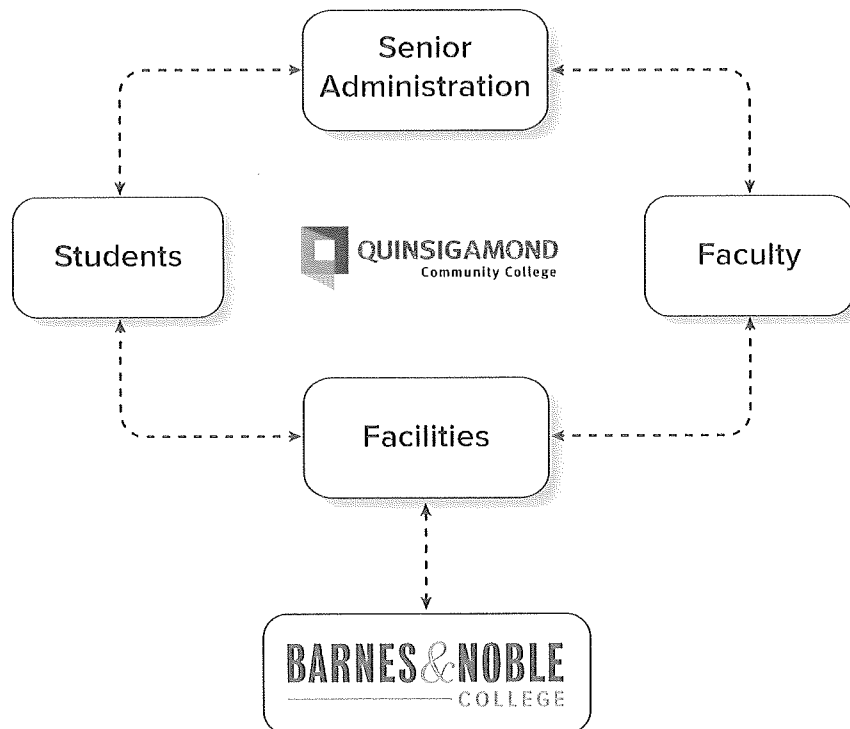 Senior
Administration
Students
QUINSIGAMOND
Community College
Faculty
Facilities
BARNES & NOBLE
COLLEGE